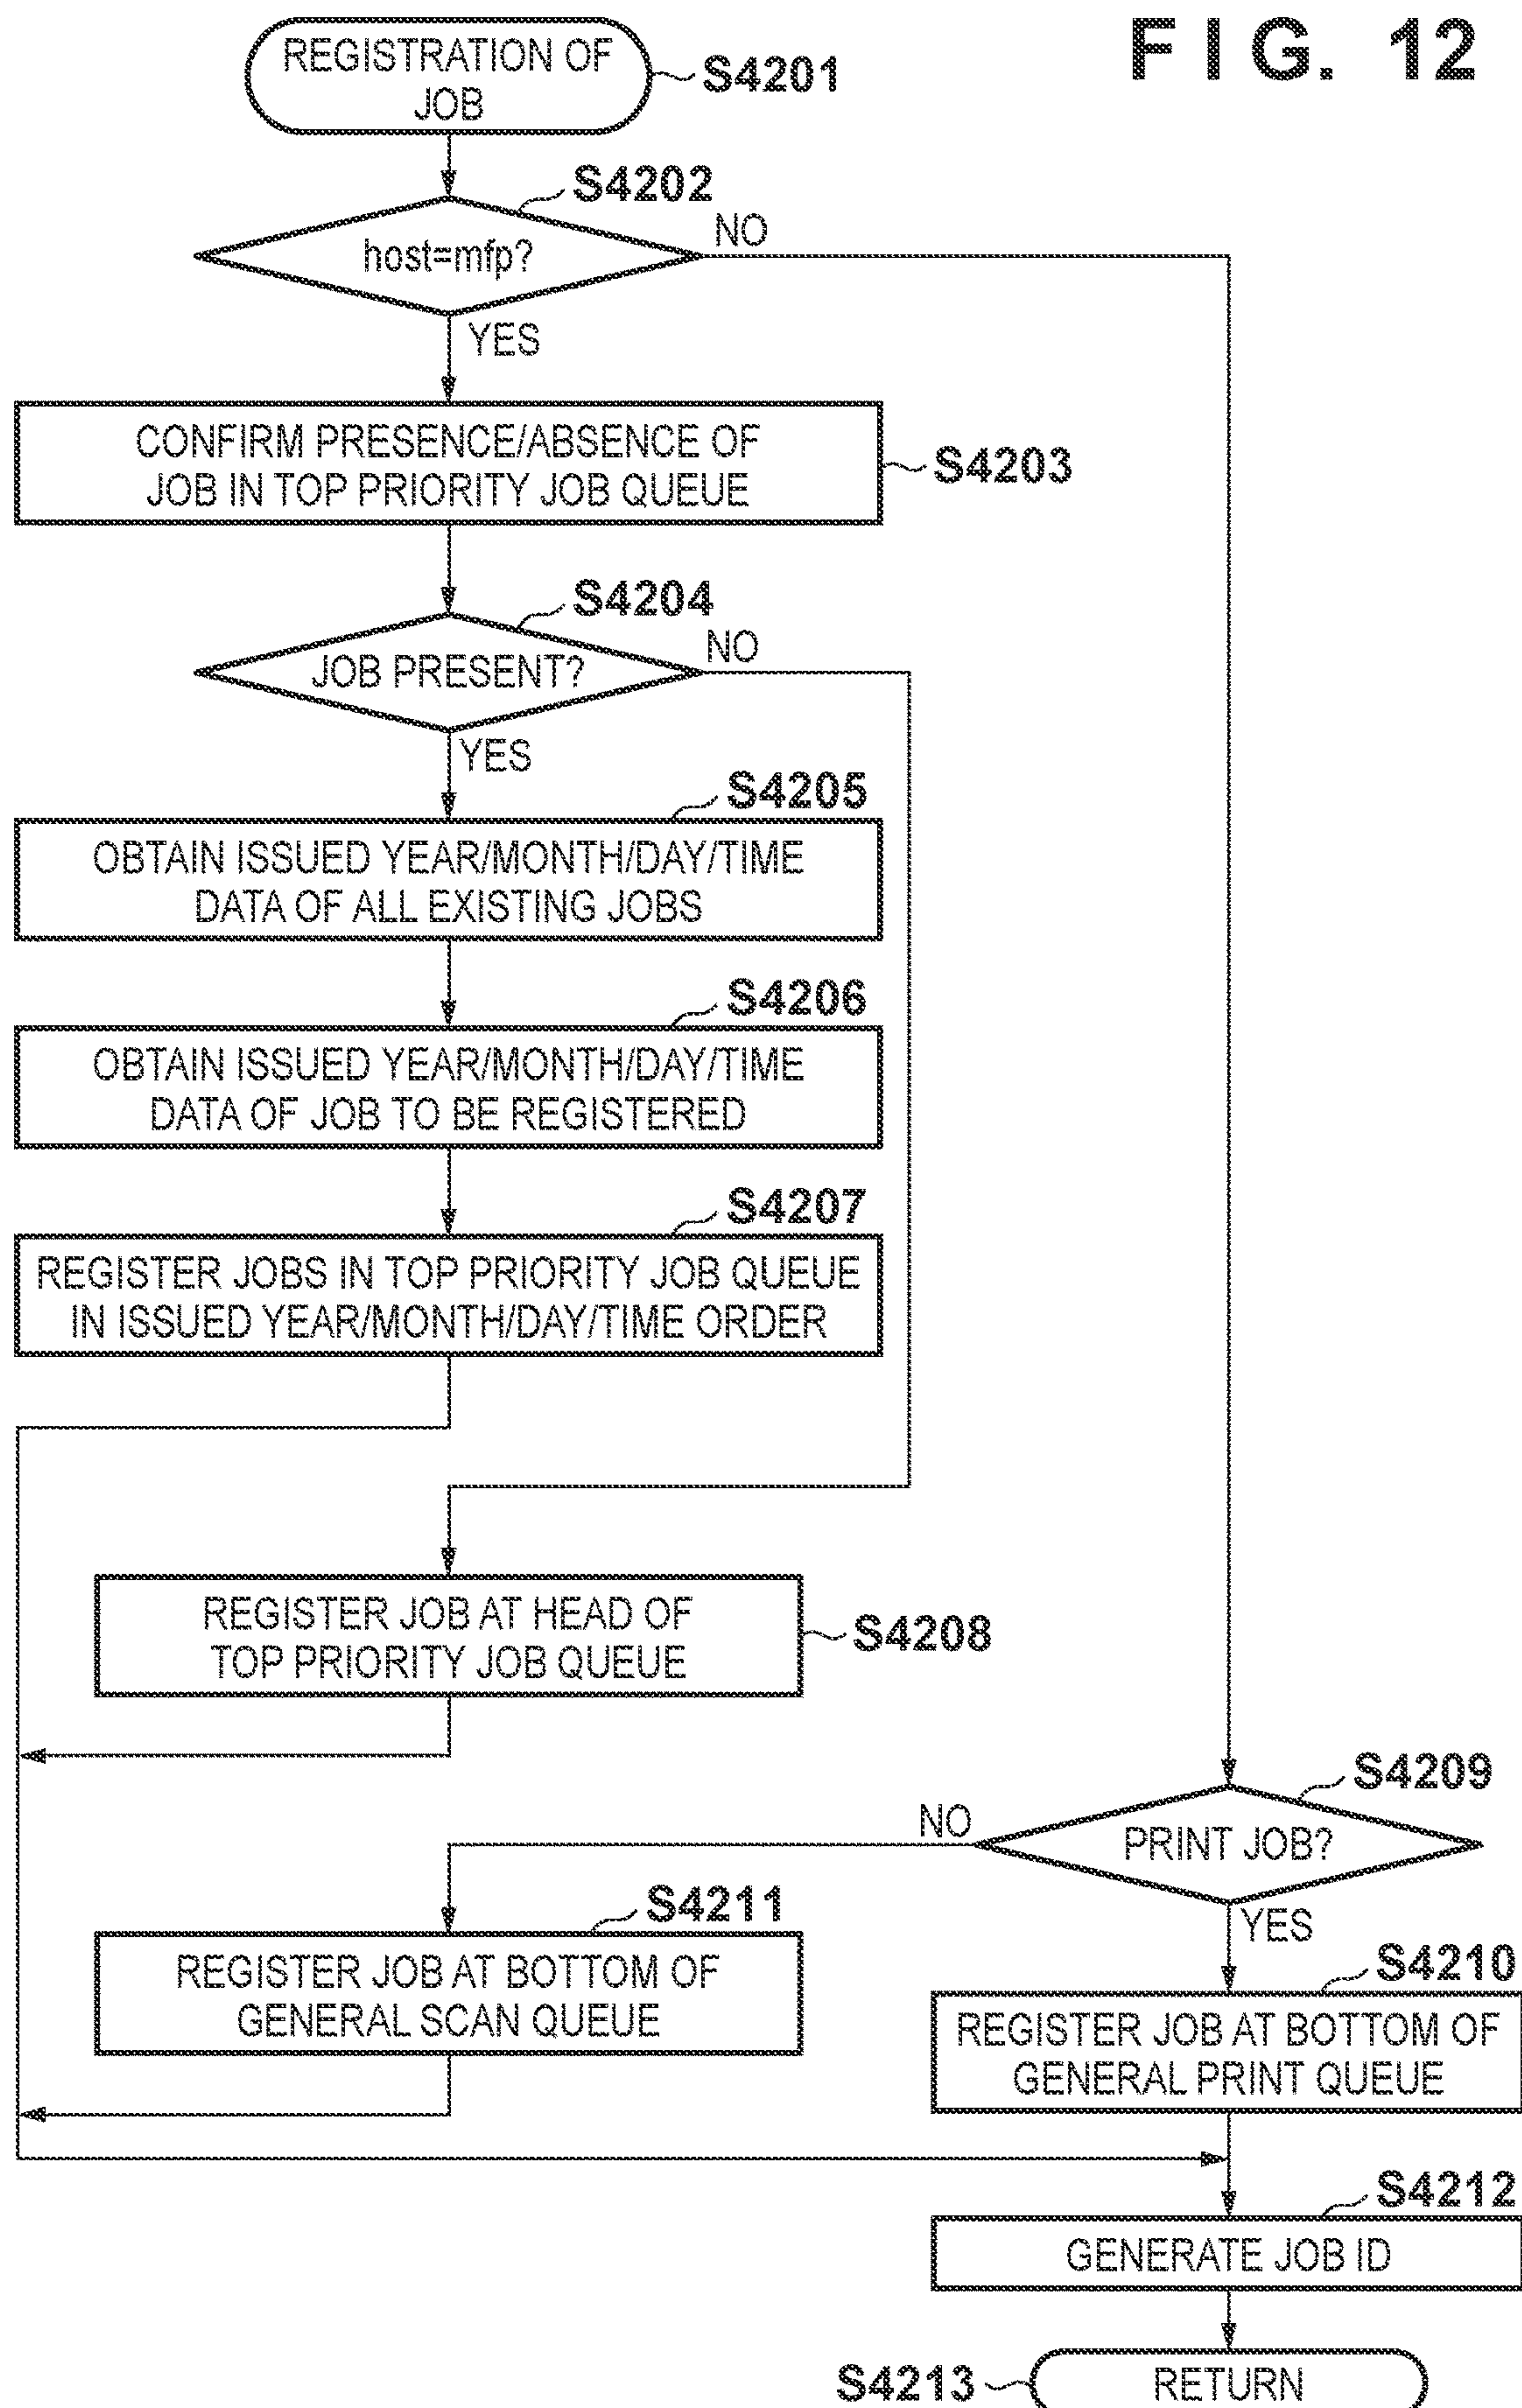 FIG. 12
REGISTRATION OF
JOB
S4201
S4202
host=mfp?
NO
YES
CONFIRM PRESENCE/ABSENCE OF
JOB IN TOP PRIORITY JOB QUEUE
S4203
S4204
JOB PRESENT?
NO
YES
S4205
OBTAIN ISSUED YEAR/MONTH/DAY/TIME
DATA OF ALL EXISTING JOBS
S4206
OBTAIN ISSUED YEAR/MONTH/DAY/TIME
DATA OF JOB TO BE REGISTERED
S4207
REGISTER JOBS IN TOP PRIORITY JOB QUEUE
IN ISSUED YEAR/MONTH/DAY/TIME ORDER
REGISTER JOB AT HEAD OF
TOP PRIORITY JOB QUEUE
S4208
S4209
PRINT JOB?
NO
YES
S4211
REGISTER JOB AT BOTTOM OF
GENERAL SCAN QUEUE
S4210
REGISTER JOB AT BOTTOM OF
GENERAL PRINT QUEUE
S4212
GENERATE JOB ID
S4213
RETURN